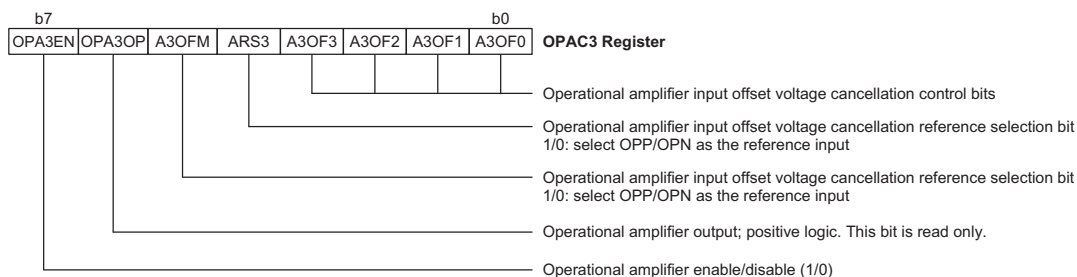 b7 b0
OPA3EN OPA3OP A3OFM ARS3 A3OF3 A3OF2 A3OF1 A3OF0 OPAC3 Register
Operational amplifier input offset voltage cancellation control bits
Operational amplifier input offset voltage cancellation reference selection bit
1/0: select OPP/OPN as the reference input
Operational amplifier input offset voltage cancellation reference selection bit
1/0: select OPP/OPN as the reference input
Operational amplifier output; positive logic. This bit is read only.
Operational amplifier enable/disable (1/0)